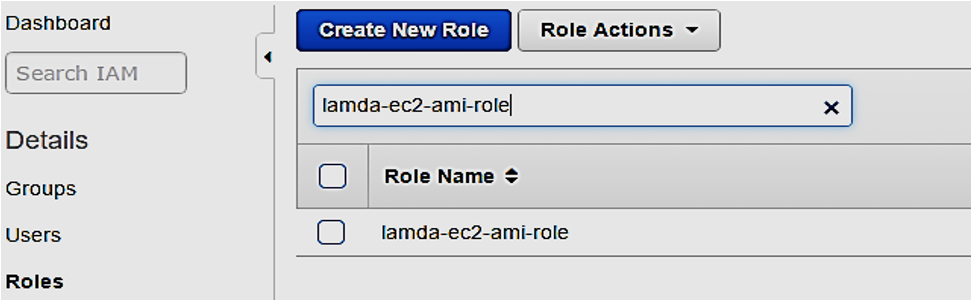 Dashboard
Search IAM
Details
Groups
Users
Roles
Create New Role
Role Actions
lamda-ec2-ami-role
Role Name
lamda-ec2-ami-role